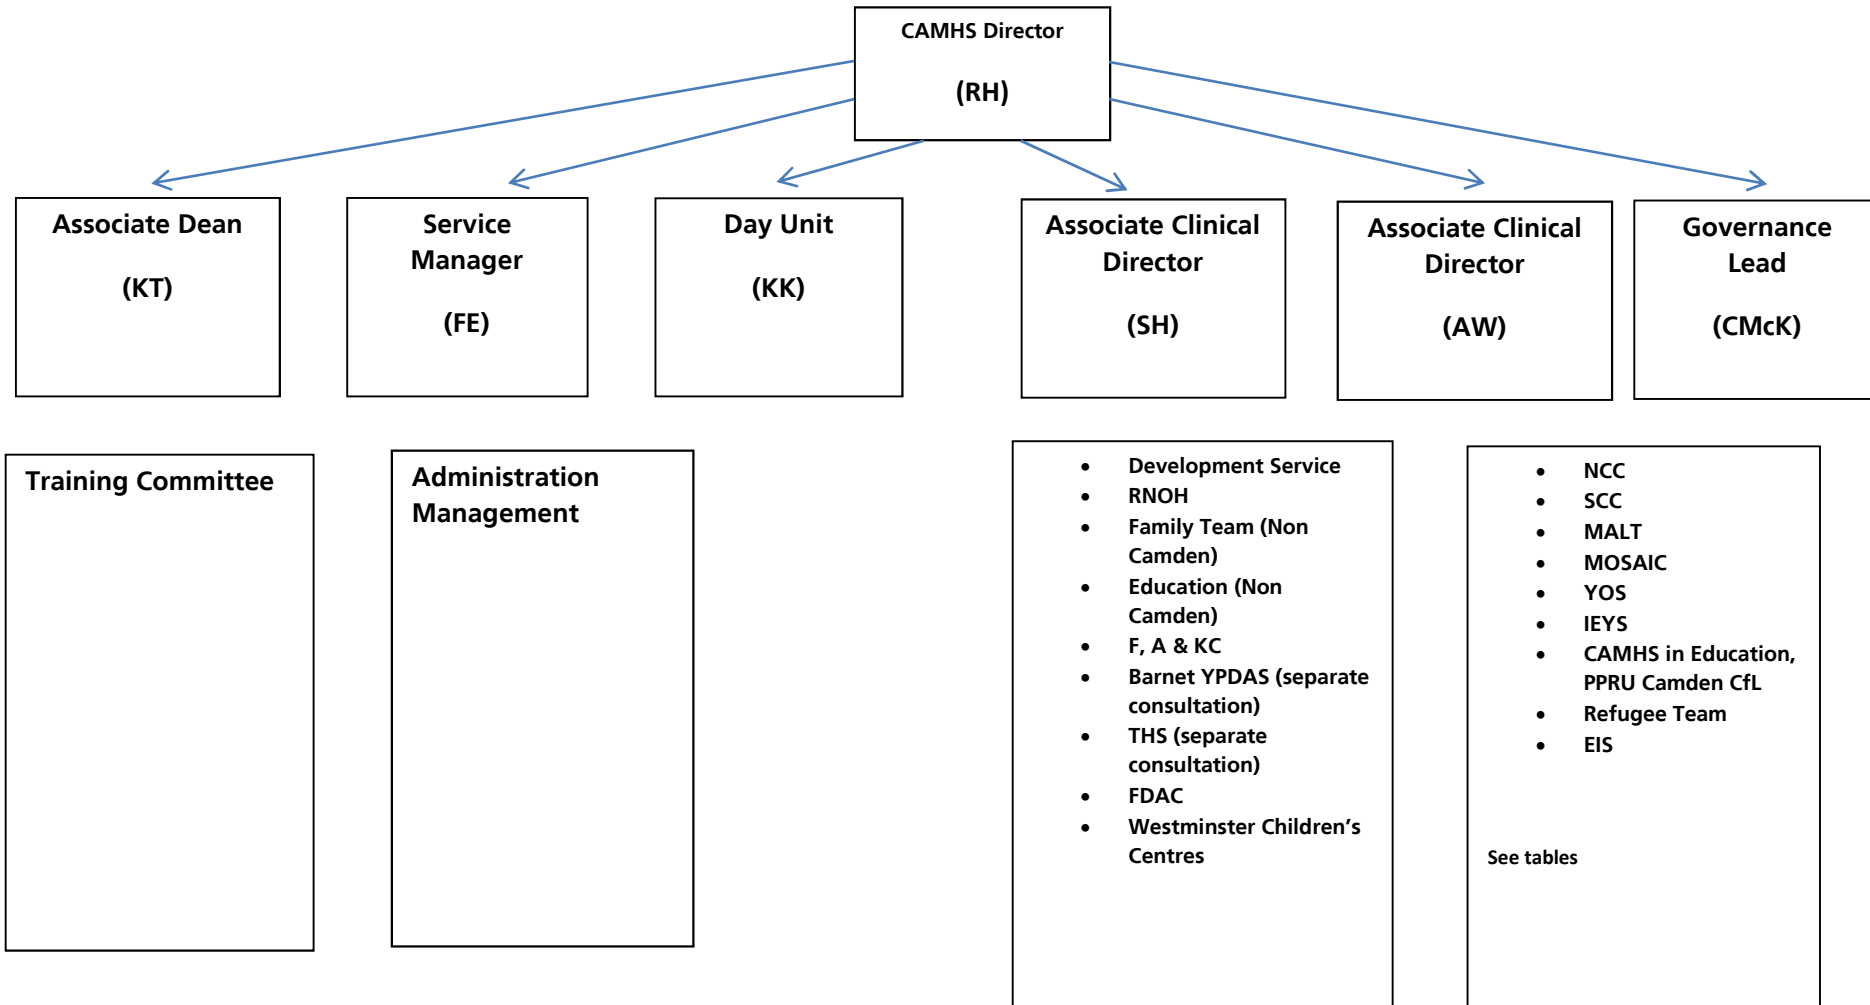 CAMHS Director
(RH)
Associate Dean
(KT)
Service
Manager
(FE)
Day Unit
(KK)
Associate Clinical
Director
(SH)
Associate Clinical
Director
(AW)
Governance
Lead
(CMcK)
Training Committee
Administration
Management
• Development Service
• RNOH
• Family Team (Non
Camden)
• Education (Non
Camden)
• F, A & KC
• Barnet YPDAS (separate
consultation)
• THS (separate
consultation)
• FDAC
• Westminster Children’s
Centres
• NCC
• SCC
• MALT
• MOSAIC
• YOS
• IEYS
• CAMHS in Education,
PPRU Camden CfL
• Refugee Team
• EIS
See tables